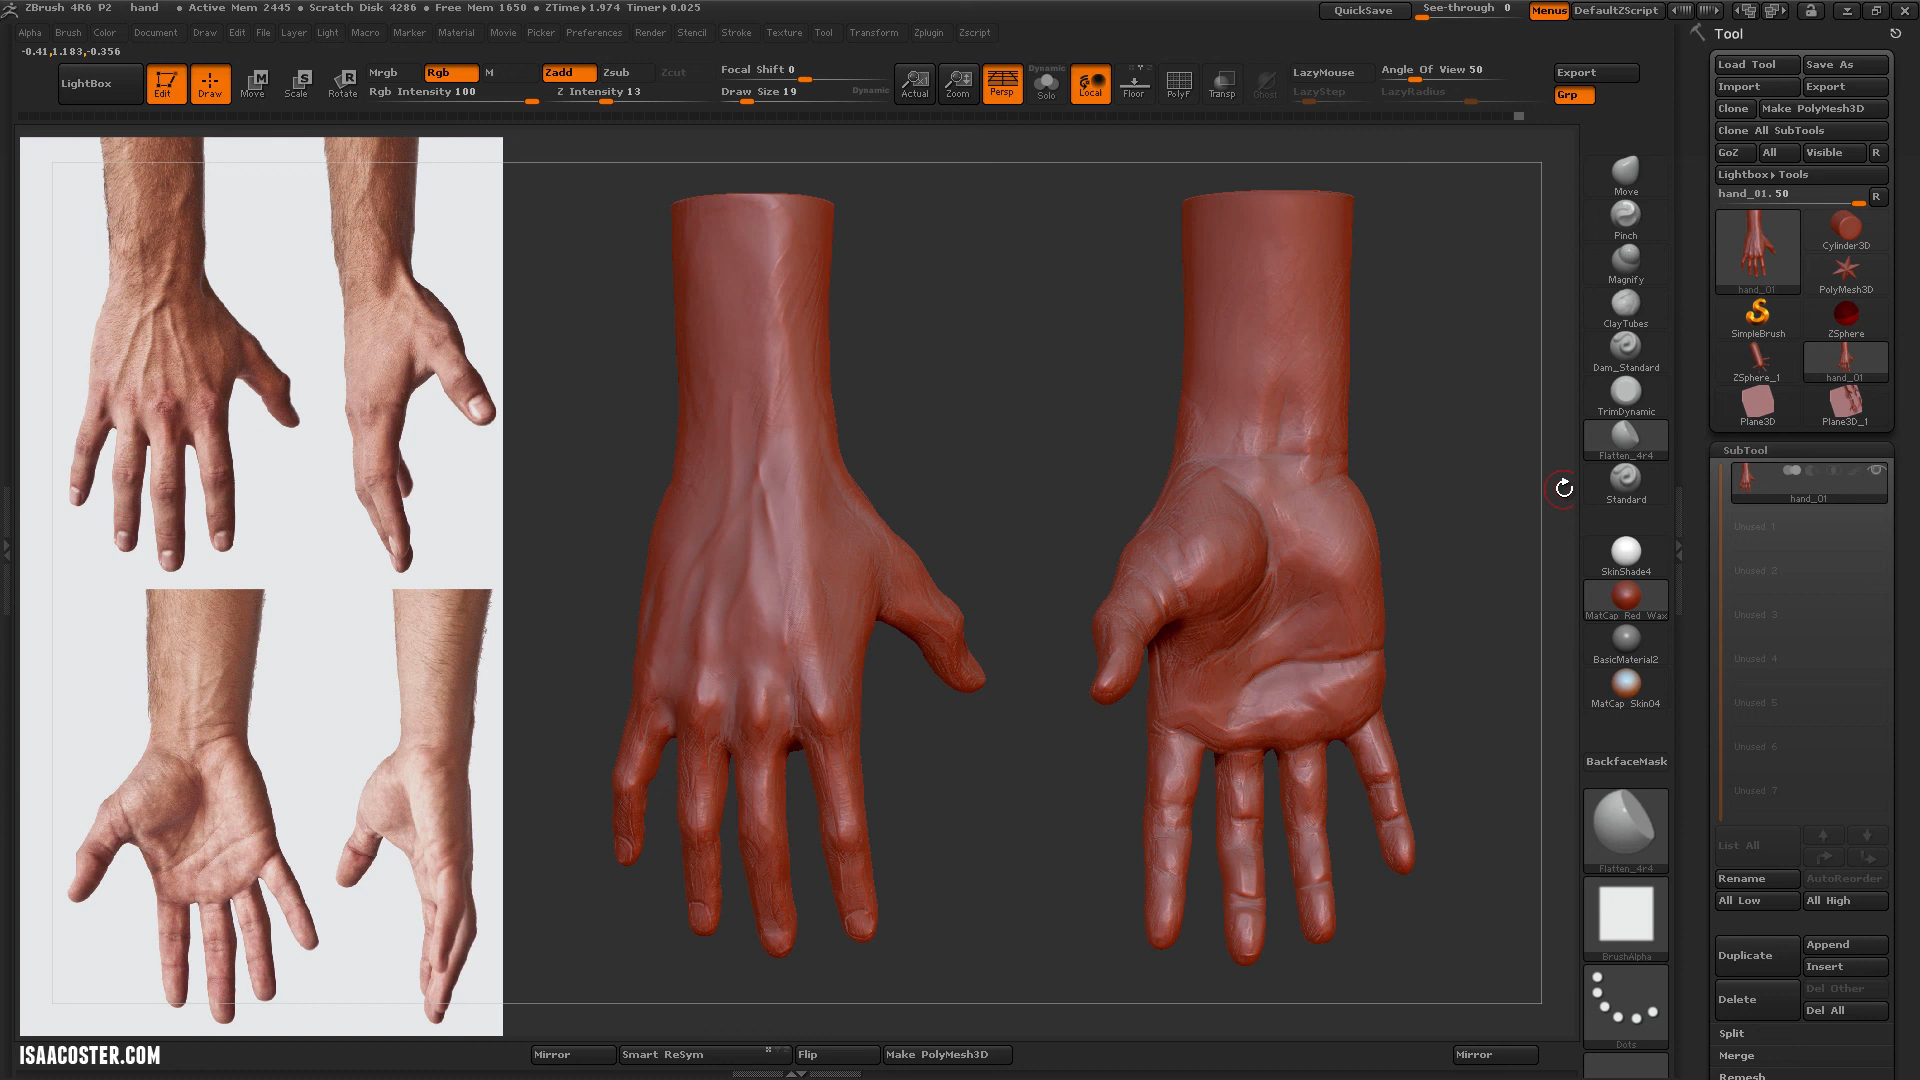 ZBrush 4R6 P2 hand • Active Mem 2445 • Scratch Disk 4286 • Free Mem 1650 • ZTime▸1.974 Timer▸0.025
QuickSave See-through 0 Menus DefaultZScript
Alpha Brush Color Document Draw Edit File Layer Light Macro Marker Material Movie Picker Preferences Render Stencil Stroke Texture Tool Transform Zplugin Zscript
-0.41,1.183,-0.356
LightBox
Edit
Draw
Move
Scale
Rotate
Mrgb Rgb M
Rgb Intensity 100
Zadd Zsub Zcut
Z Intensity 13
Focal Shift 0
Draw Size 19 Dynamic
Actual
Zoom
Persp
Dynamic
Solo
Local
Floor
PolyF
Transp
Ghost
LazyMouse
LazyStep
Angle Of View 50
LazyRadius
Export
Grp
Move
Pinch
Magnify
ClayTubes
Dam_Standard
TrimDynamic
Flatten_4r4
Standard
SkinShade4
MatCap Red Wax
BasicMaterial2
MatCap Skin04
BackfaceMask
Flatten_4r4
BrushAlpha
Dots
Tool
Load Tool Save As
Import Export
Clone Make PolyMesh3D
Clone All SubTools
GoZ All Visible R
Lightbox▸Tools
hand_01. 50 R
hand_01
Cylinder3D
PolyMesh3D
SimpleBrush ZSphere
ZSphere_1 hand_01
Plane3D Plane3D_1
SubTool
hand_01
Unused 1
Unused 2
Unused 3
Unused 4
Unused 5
Unused 6
Unused 7
List All
Rename AutoReorder
All Low All High
Duplicate Append
Insert
Delete Del Other
Del All
Split
Merge
Remesh
ISAACOSTER.COM
Mirror Smart ReSym Flip Make PolyMesh3D Mirror